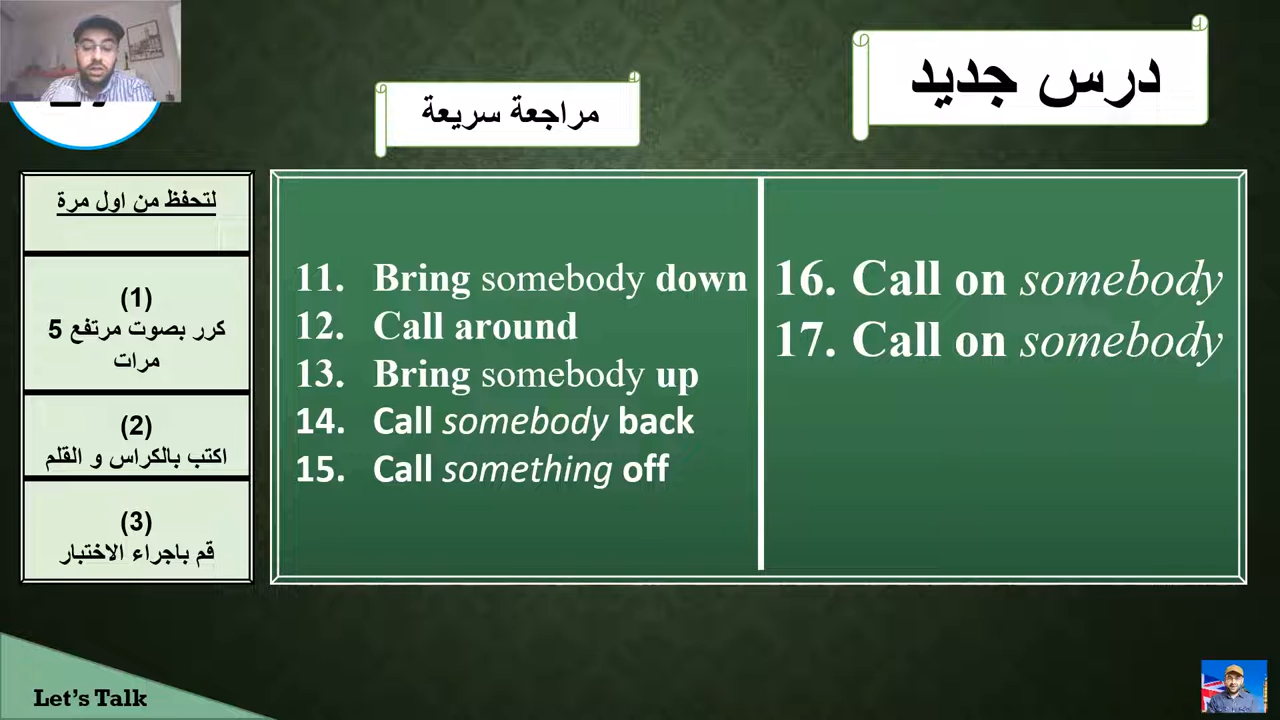 درس جديد
مراجعة سريعة
لتحفظ من اول مرة
(1)
كرر بصوت مرتفع 5
مرات
(2)
اكتب بالكراس و القلم
(3)
قم باجراء الاختبار
11. Bring somebody down
12. Call around
13. Bring somebody up
14. Call somebody back
15. Call something off
16. Call on somebody
17. Call on somebody
Let's Talk